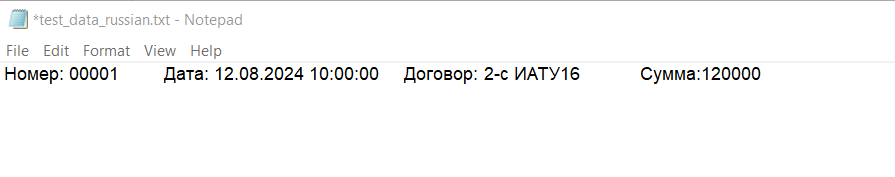 *test_data_russian.txt - Notepad
File Edit Format View Help
Номер: 00001 Дата: 12.08.2024 10:00:00 Договор: 2-с ИАТУ16 Сумма:120000